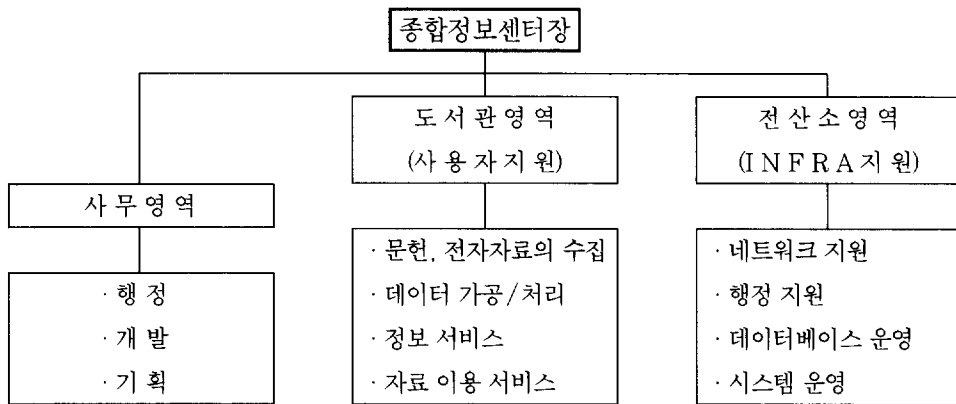 종합정보센터장
사 무 영 역
· 행 정
· 개 발
· 기 획
도 서 관 영 역
(사 용 자 지 원)
· 문헌, 전자자료의 수집
· 데이터 가공/처리
· 정보 서비스
· 자료 이용 서비스
전 산 소 영 역
(I N F R A 지 원)
· 네트워크 지원
· 행정 지원
· 데이터베이스 운영
· 시스템 운영